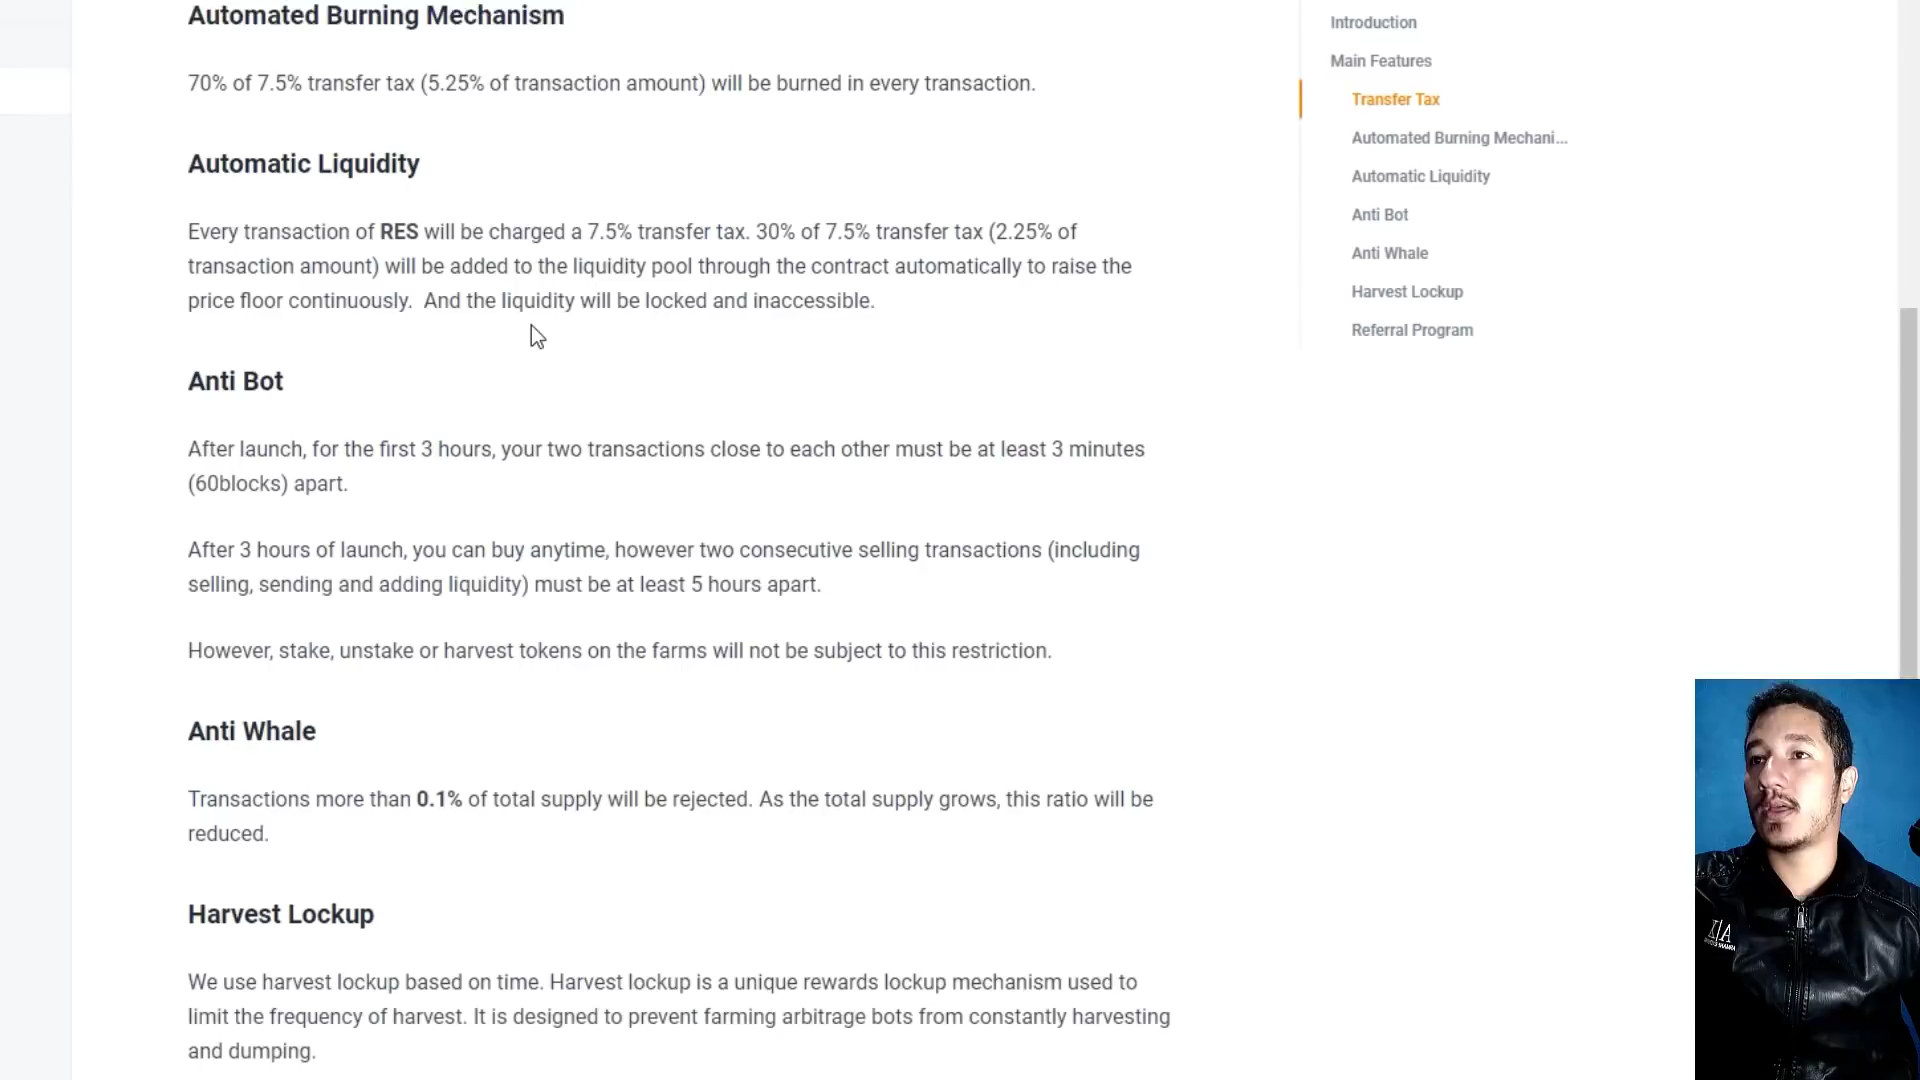 Automated Burning Mechanism
70% of 7.5% transfer tax (5.25% of transaction amount) will be burned in every transaction.
Automatic Liquidity
Every transaction of RES will be charged a 7.5% transfer tax. 30% of 7.5% transfer tax (2.25% of
transaction amount) will be added to the liquidity pool through the contract automatically to raise the
price floor continuously.  And the liquidity will be locked and inaccessible.
Anti Bot
After launch, for the first 3 hours, your two transactions close to each other must be at least 3 minutes
(60blocks) apart.
After 3 hours of launch, you can buy anytime, however two consecutive selling transactions (including
selling, sending and adding liquidity) must be at least 5 hours apart.
However, stake, unstake or harvest tokens on the farms will not be subject to this restriction.
Anti Whale
Transactions more than 0.1% of total supply will be rejected. As the total supply grows, this ratio will be
reduced.
Harvest Lockup
We use harvest lockup based on time. Harvest lockup is a unique rewards lockup mechanism used to
limit the frequency of harvest. It is designed to prevent farming arbitrage bots from constantly harvesting
and dumping.
Introduction
Main Features
Transfer Tax
Automated Burning Mechani...
Automatic Liquidity
Anti Bot
Anti Whale
Harvest Lockup
Referral Program